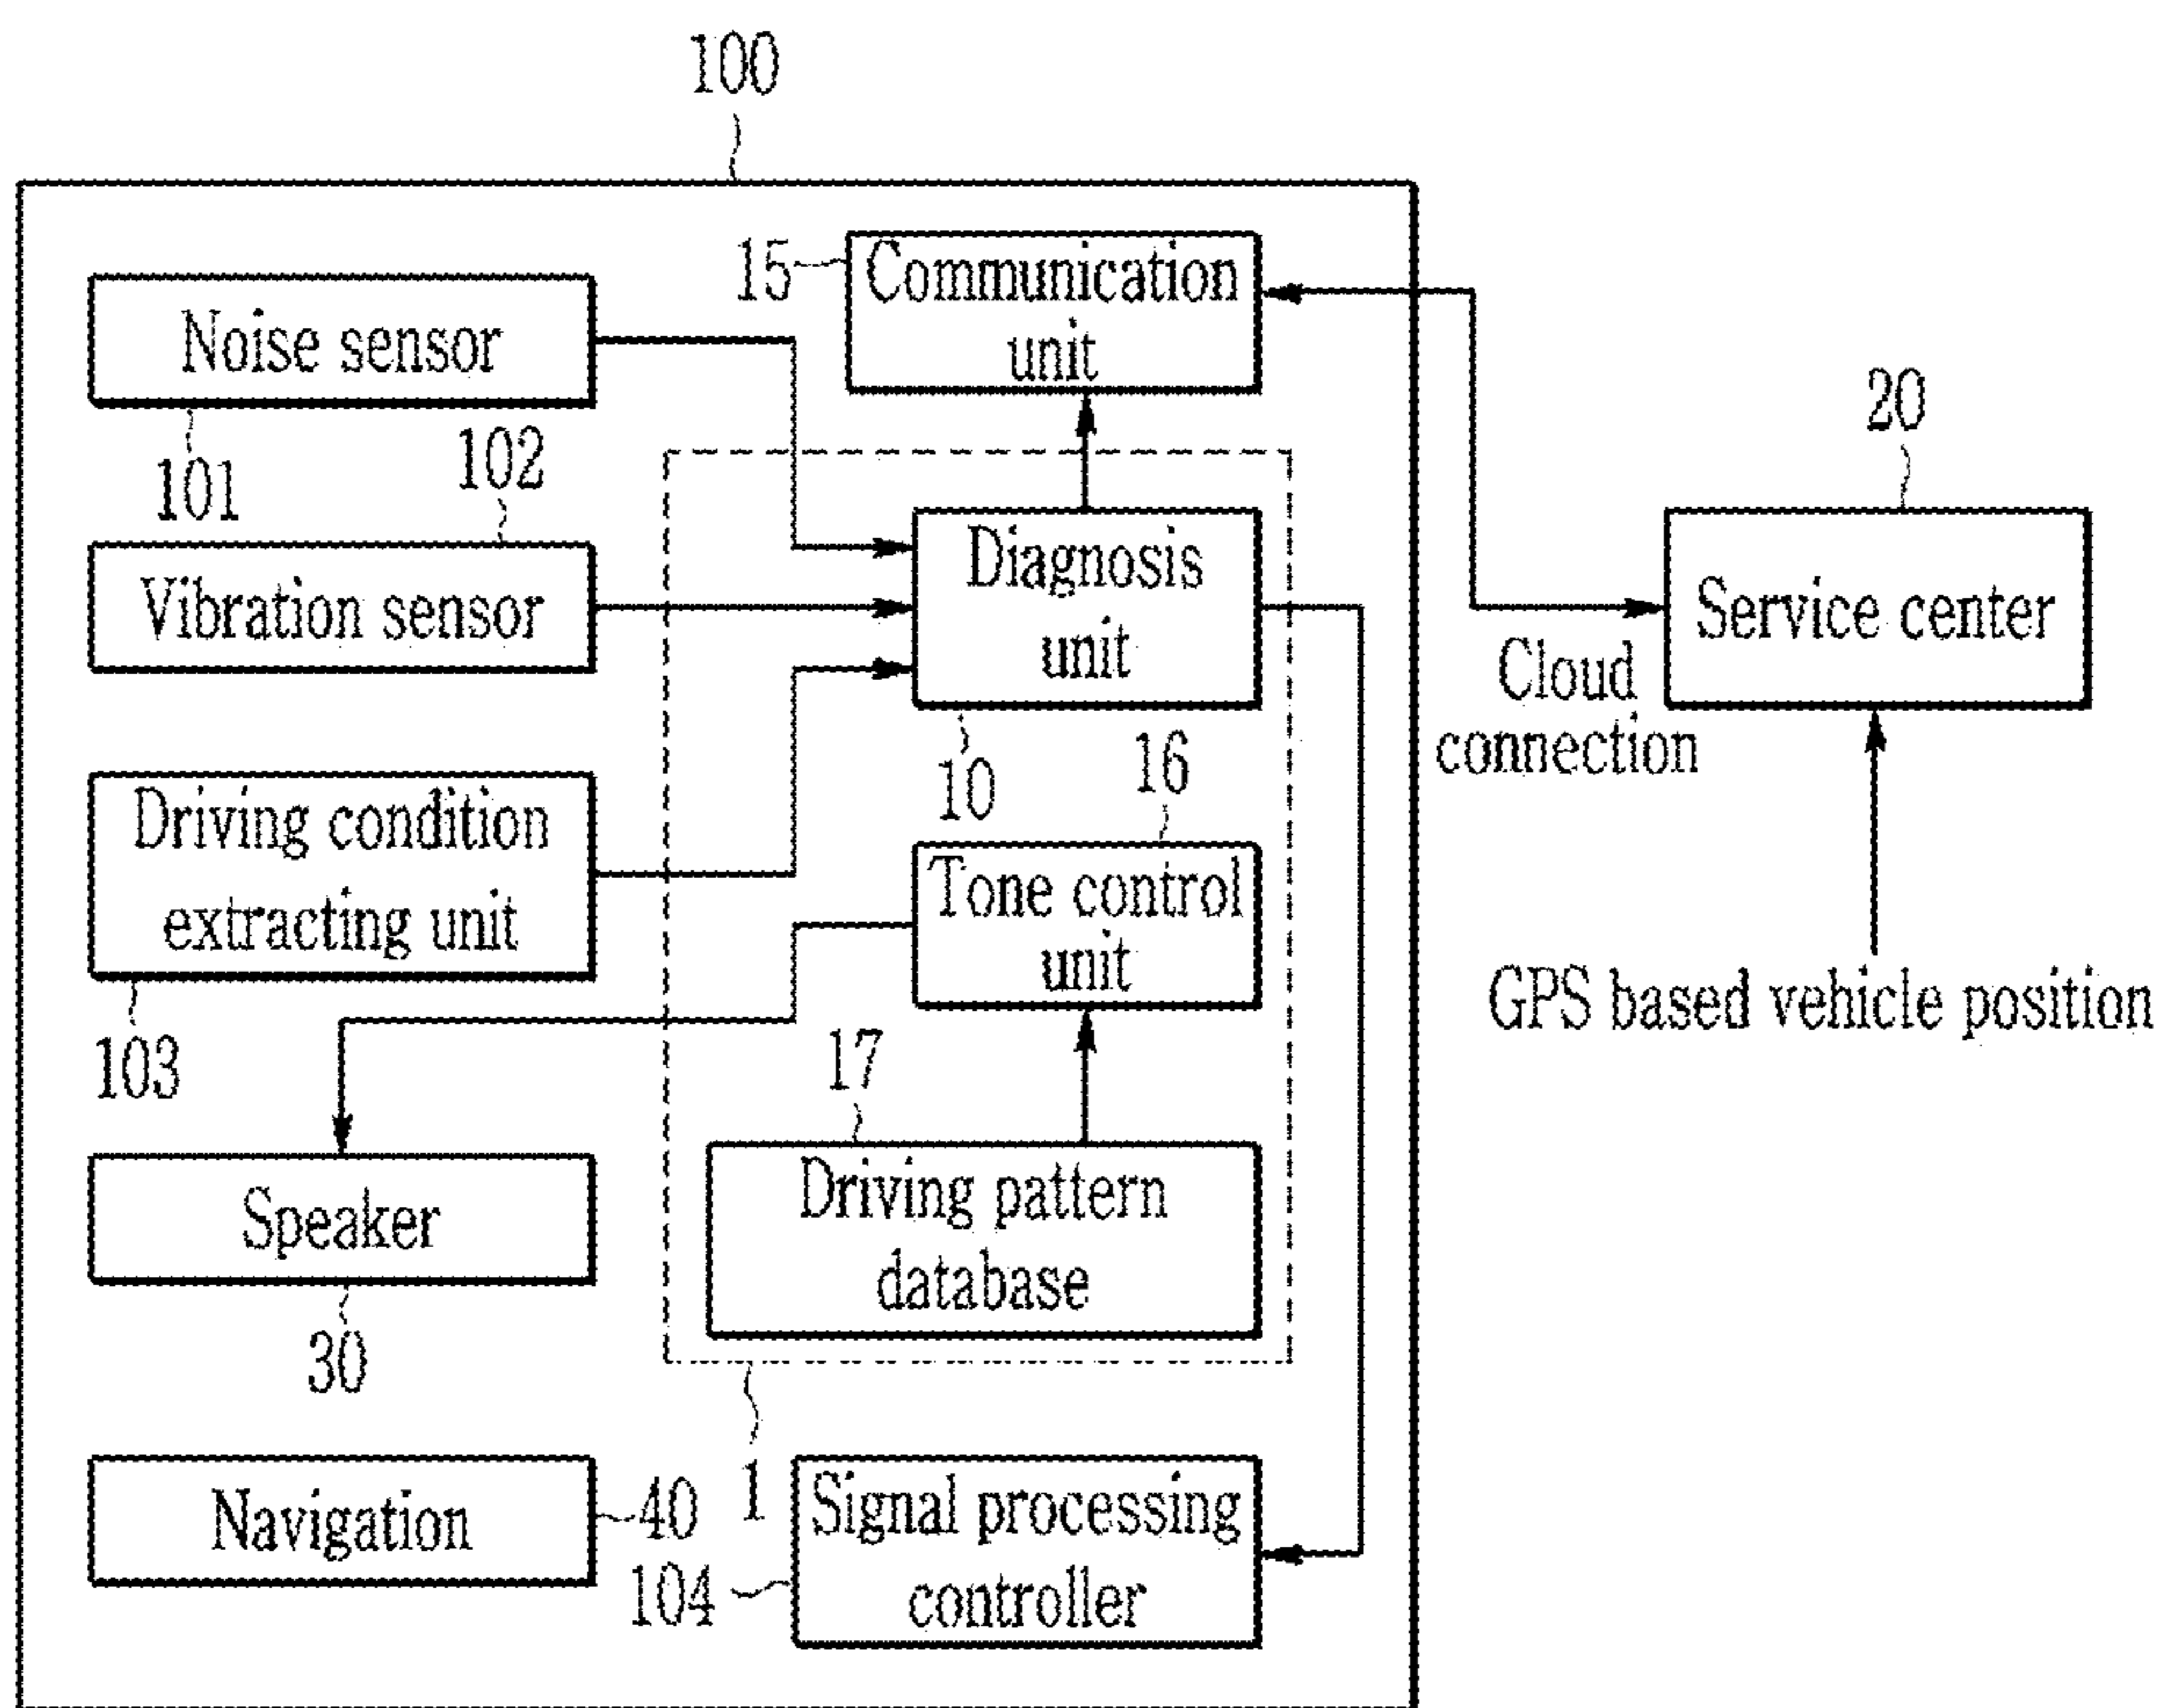 100
15
Communication
unit
Noise sensor
101
102
20
Vibration sensor
Diagnosis
unit
Service center
Cloud
connection
10
16
Driving condition
extracting unit
Tone control
unit
GPS based vehicle position
103
17
Speaker
Driving pattern
database
30
1
Navigation
40
Signal processing
controller
104